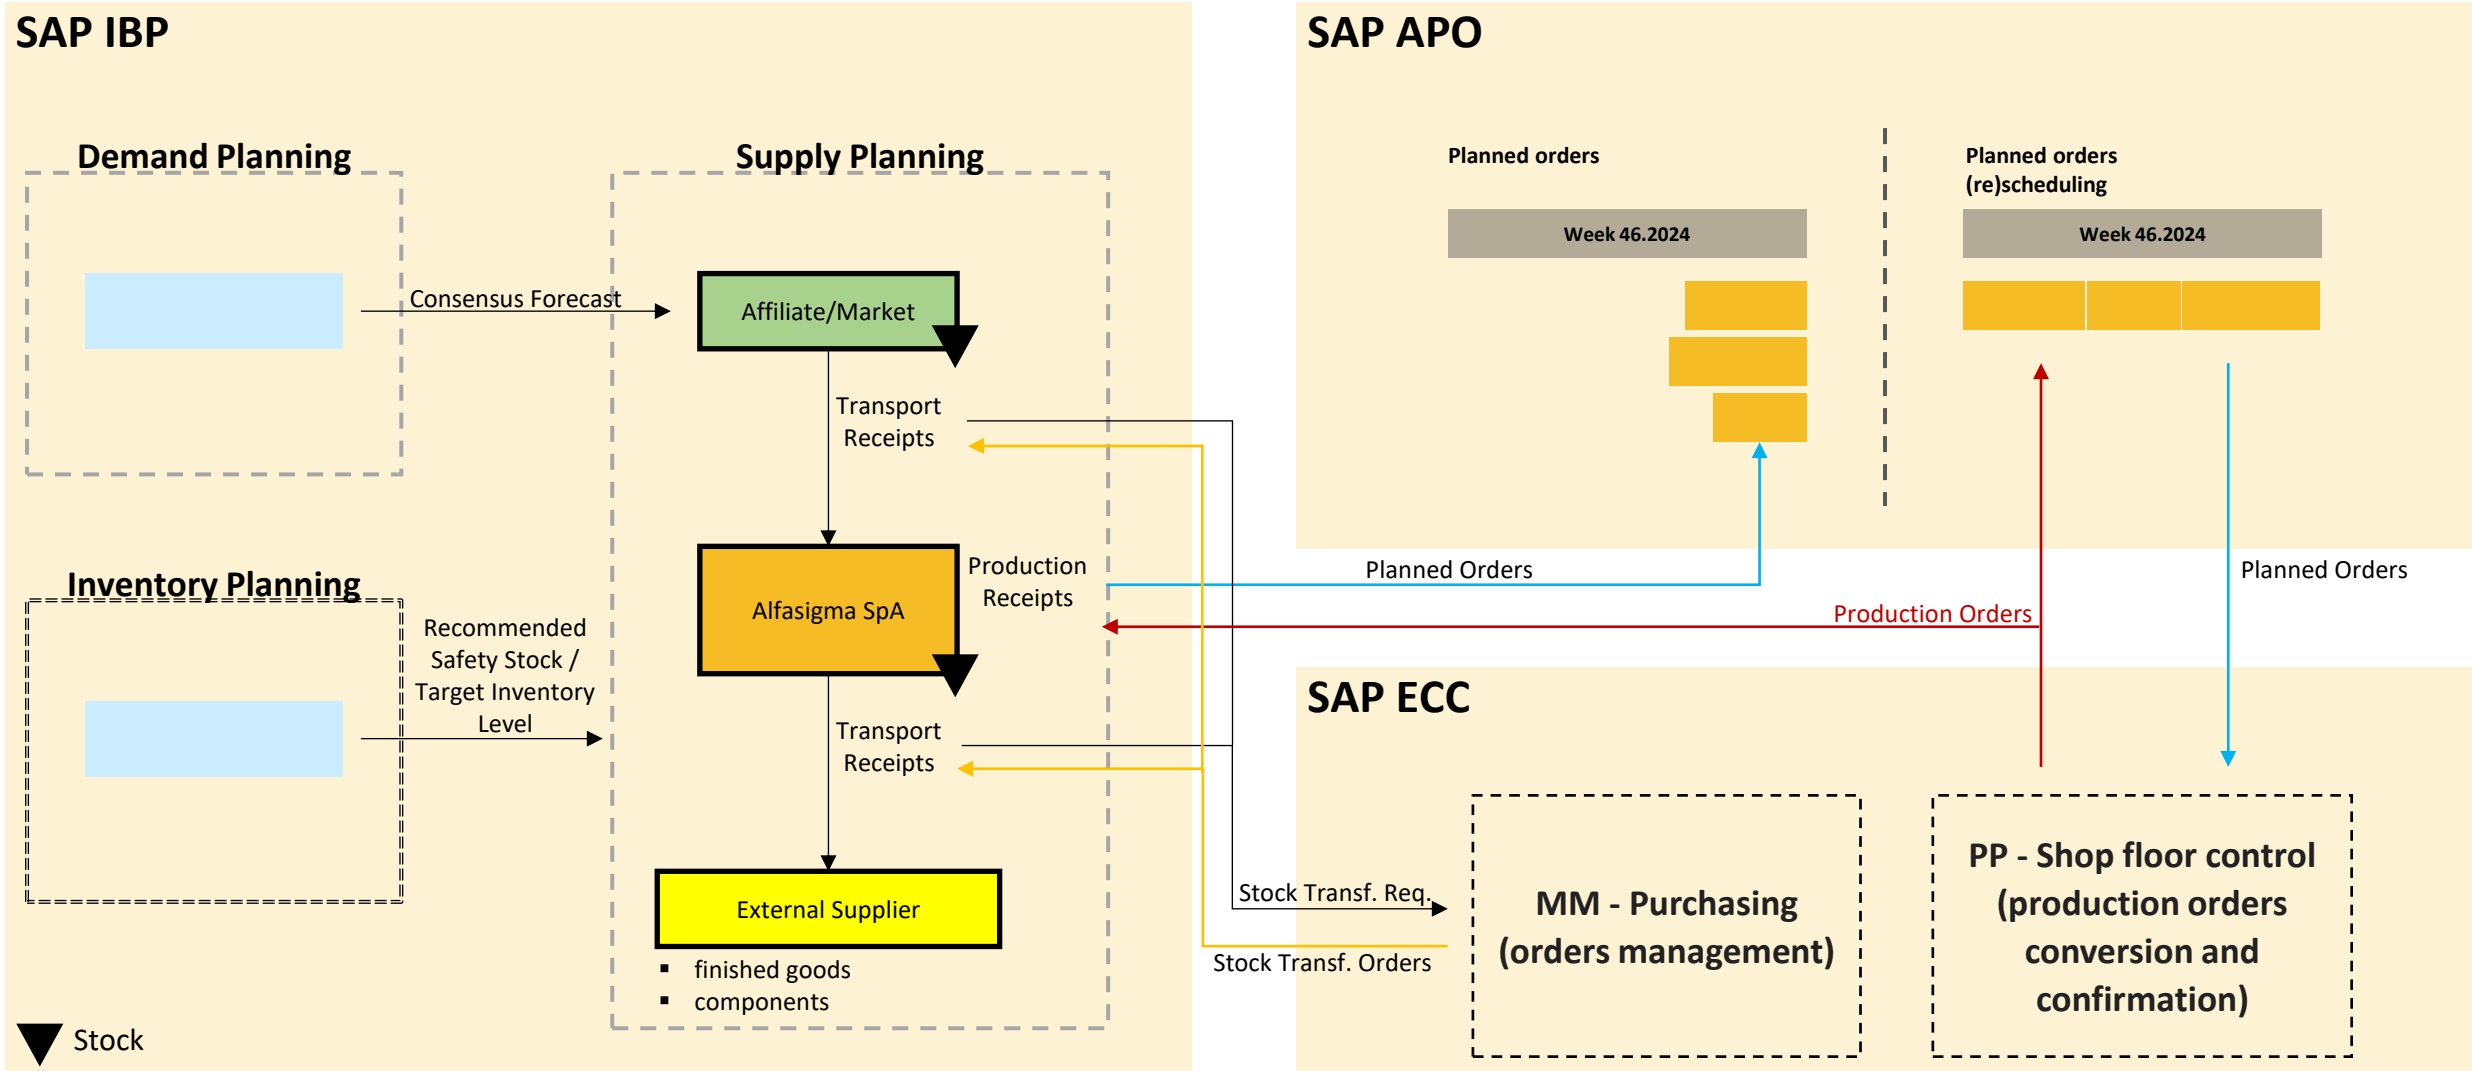 SAP IBP
Demand Planning
Consensus Forecast
Inventory Planning
Recommended
Safety Stock /
Target Inventory
Level
Supply Planning
Affiliate/Market
Transport
Receipts
Alfasigma SpA
Production
Receipts
Transport
Receipts
External Supplier
▪ finished goods
▪ components
Stock
SAP APO
Planned orders
Week 46.2024
Planned orders
(re)scheduling
Week 46.2024
Planned Orders
Production Orders
Planned Orders
SAP ECC
Stock Transf. Req.
Stock Transf. Orders
MM - Purchasing
(orders management)
PP - Shop floor control
(production orders
conversion and
confirmation)